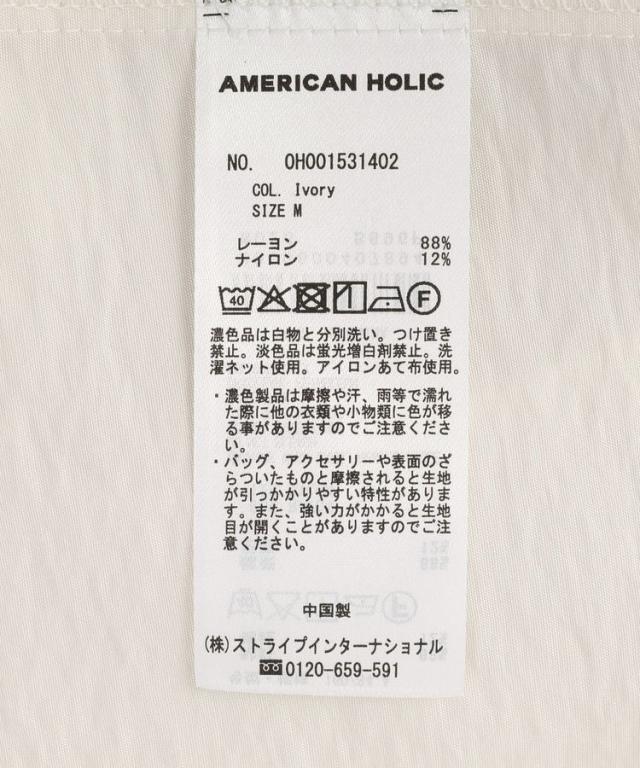 AMERICAN HOLIC
NO. OH001531402
COL. Ivory
SIZE M
レーヨン 88%
ナイロン 12%
40 F
濃色品は白物と分別洗い。つけ置き
禁止。淡色品は蛍光増白剤禁止。洗
濯ネット使用。アイロンあて布使用。
・濃色製品は摩擦や汗、雨等で濡れ
た際に他の衣類や小物類に色が移
る事がありますのでご注意くださ
い。
・バッグ、アクセサリーや表面のざ
らついたものと摩擦されると生地
が引っかかりやすい特性がありま
す。また、強い力がかかると生地
目が開くことがありますのでご注
意ください。
中国製
(株)ストライプインターナショナル
0120-659-591